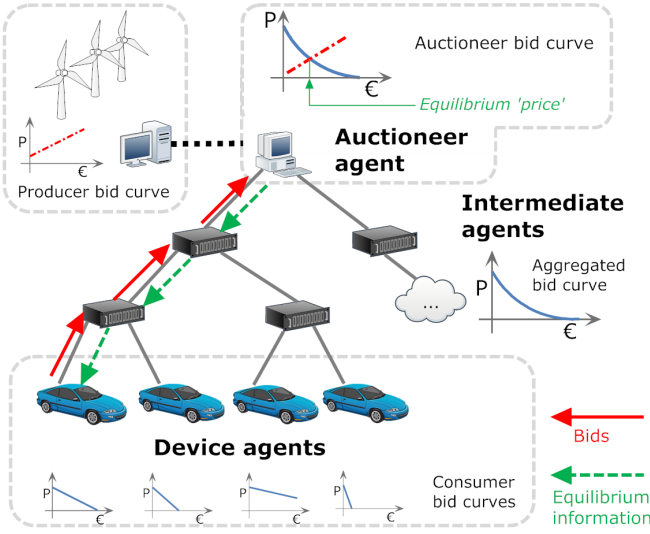 P
€
Auctioneer bid curve
Equilibrium 'price'
P
€
Producer bid curve
Auctioneer
agent
Intermediate
agents
P
€
Aggregated
bid curve
...
Device agents
P
€
P
€
P
€
P
€
Consumer
bid curves
Bids
Equilibrium
information